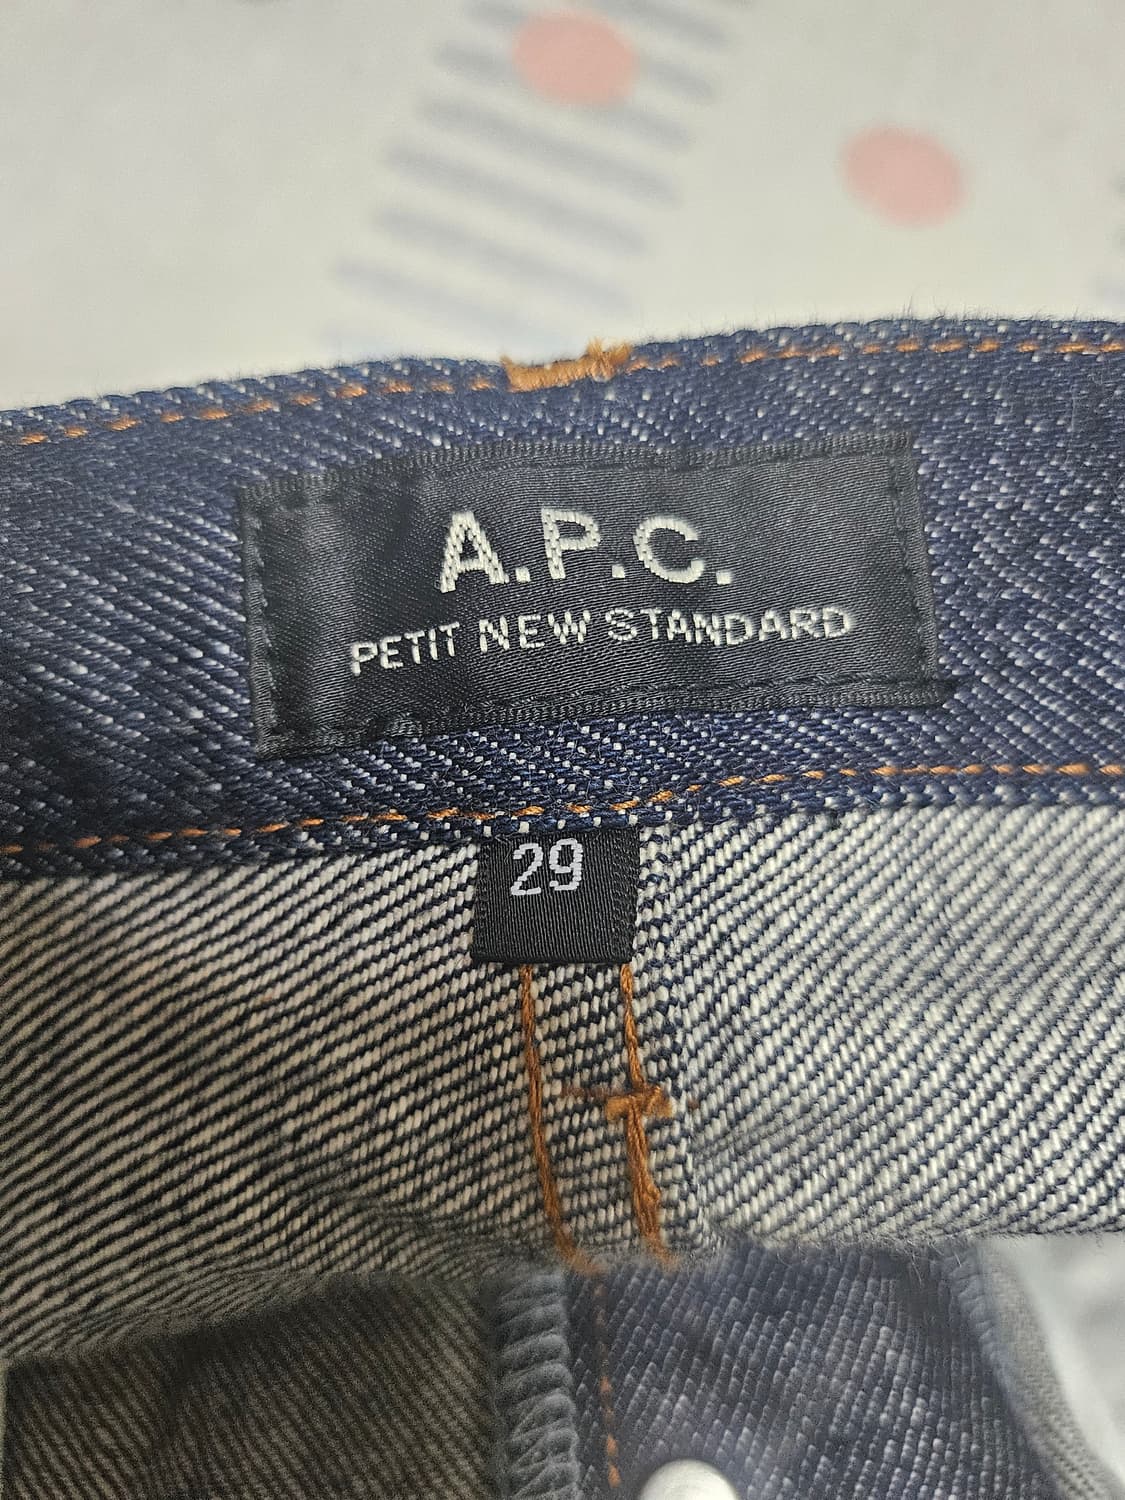 A.P.C.
PETIT NEW STANDARD
29